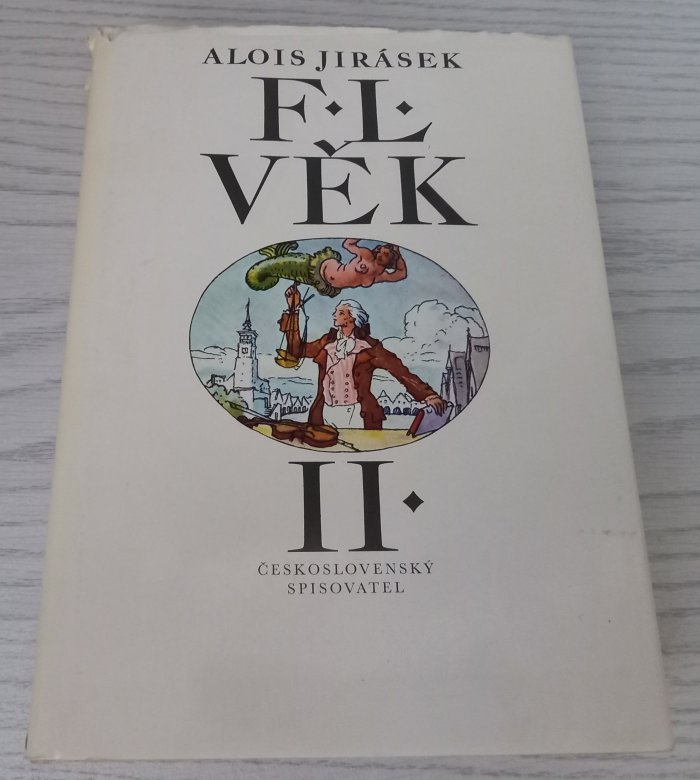 ALOIS JIRÁSEK
F·L·
VĚK
II·
ČESKOSLOVENSKÝ
SPISOVATEL